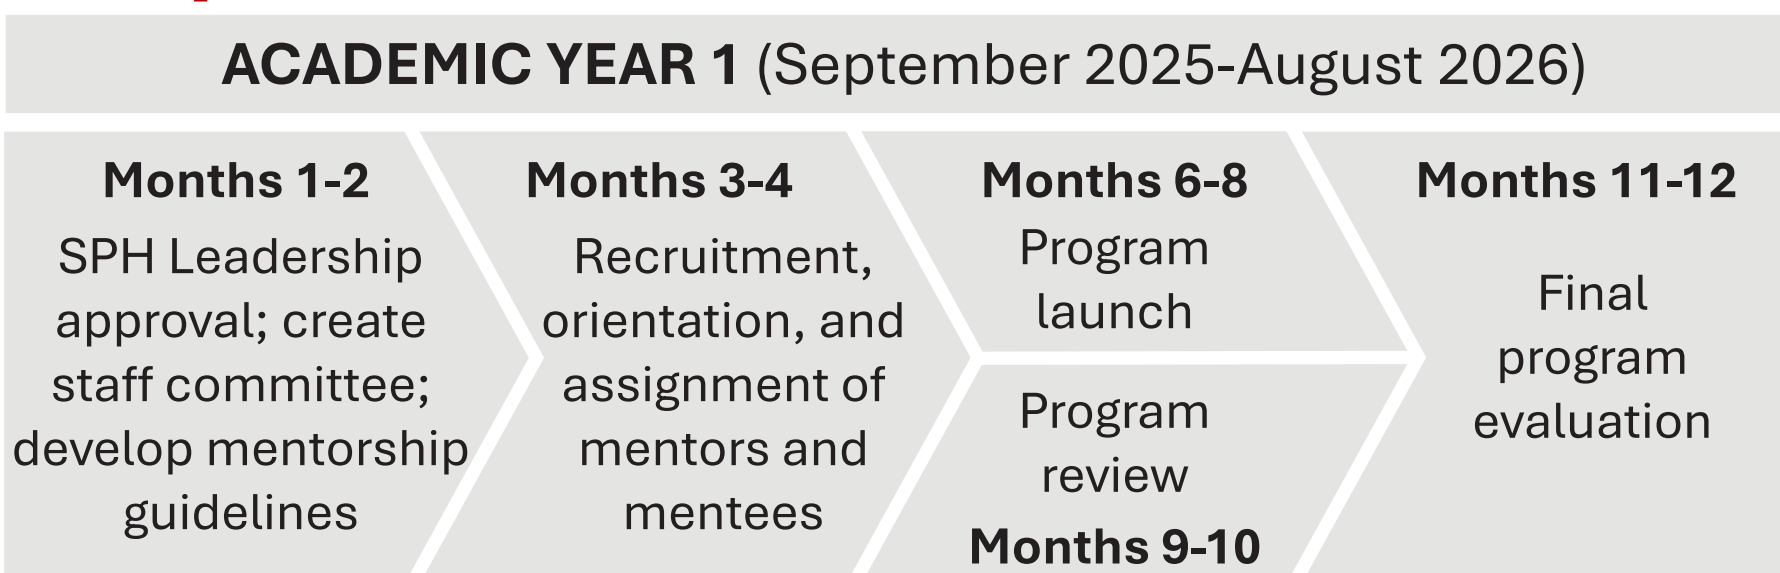 ACADEMIC YEAR 1 (September 2025-August 2026)
Months 1-2
SPH Leadership
approval; create
staff committee;
develop mentorship
guidelines
Months 3-4
Recruitment,
orientation, and
assignment of
mentors and
mentees
Months 6-8
Program
launch
Program
review
Months 9-10
Months 11-12
Final
program
evaluation